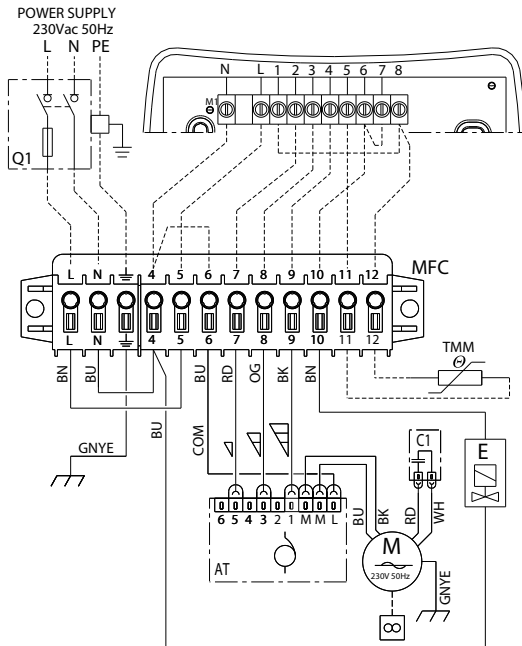 POWER SUPPLY
230Vac 50Hz
L N PE
N L 1 2 3 4 5 6 7 8
M1
Q1
MFC
L N 4 5 6 7 8 9 10 11 12
L N 4 5 6 7 8 9 10 11 12
TMM
Θ
BN BU BU RD OG BK BN
BU
COM
GNYE
C1
E
6 5 4 3 2 1 M M L
AT
BU BK RD WH
M
230V 50Hz
GNYE